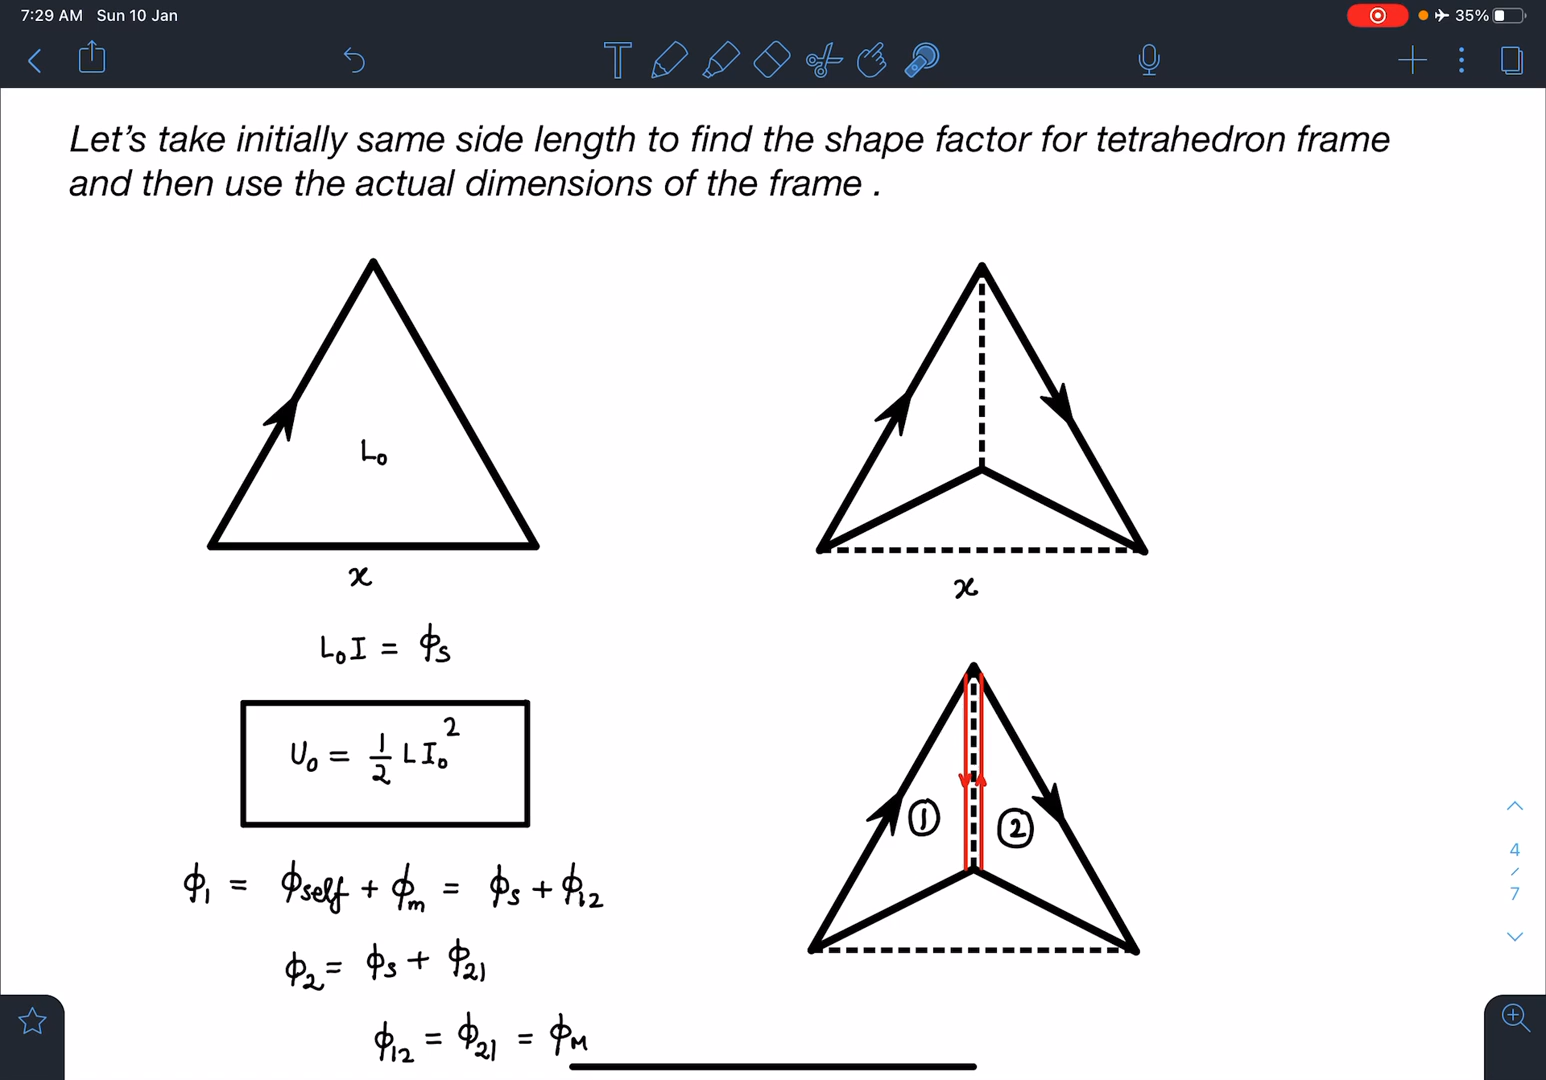 7:29 AM Sun 10 Jan
35%
T
Let’s take initially same side length to find the shape factor for tetrahedron frame
and then use the actual dimensions of the frame .
L₀
x
x
L₀I = ϕs
U₀ = 1/2 LI₀²
① ②
ϕ₁ = ϕself + ϕm = ϕs + ϕ₁₂
ϕ₂ = ϕs + ϕ₂₁
ϕ₁₂ = ϕ₂₁ = ϕM
4
/
7